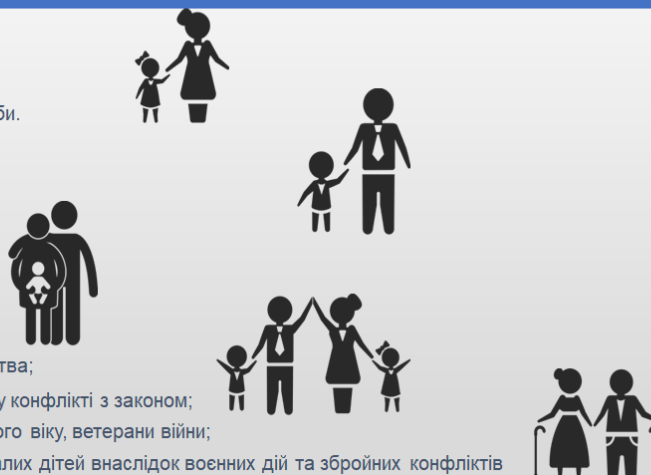 би.
тва;
у конфлікті з законом;
ого віку, ветерани війни;
алих дітей внаслідок воєнних дій та збройних конфліктів